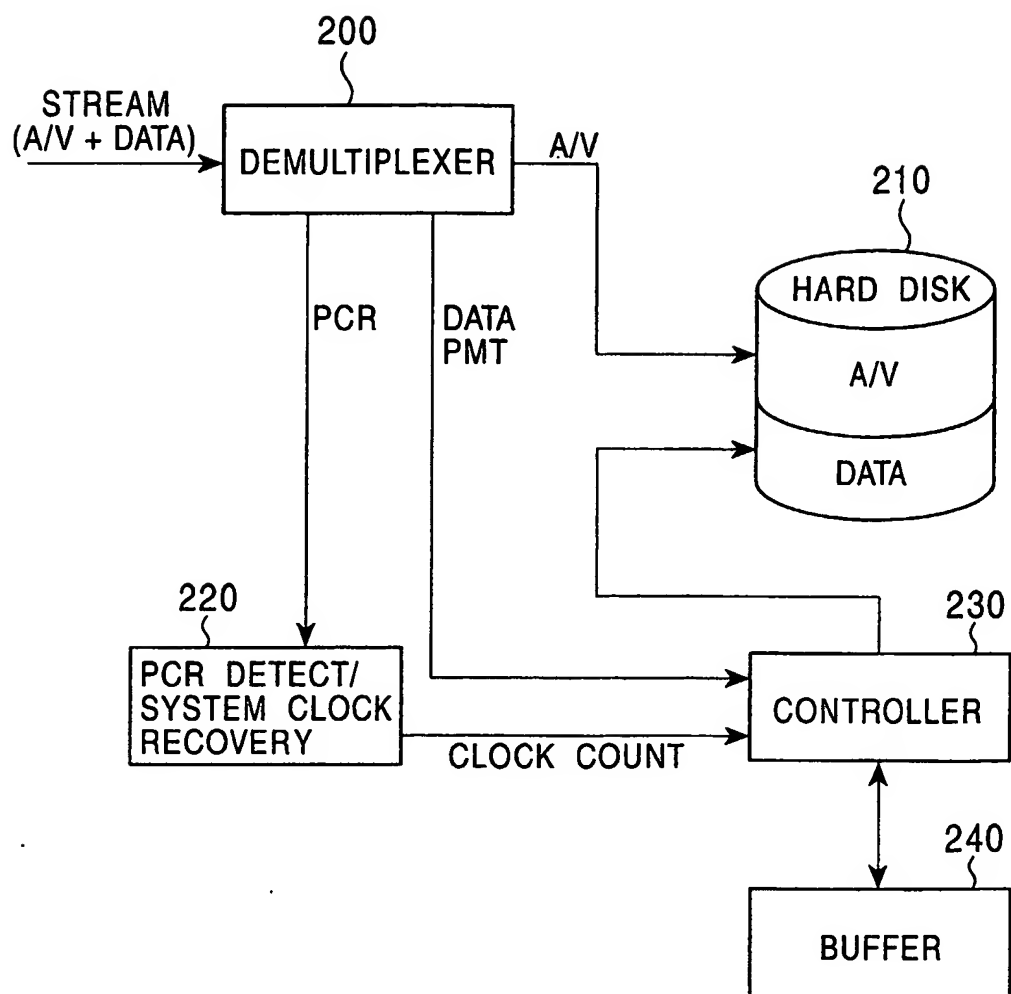 200
STREAM
(A/V + DATA)
DEMULTIPLEXER
A/V
210
HARD DISK
A/V
DATA
PCR
DATA
PMT
220
PCR DETECT/
SYSTEM CLOCK
RECOVERY
CLOCK COUNT
230
CONTROLLER
240
BUFFER